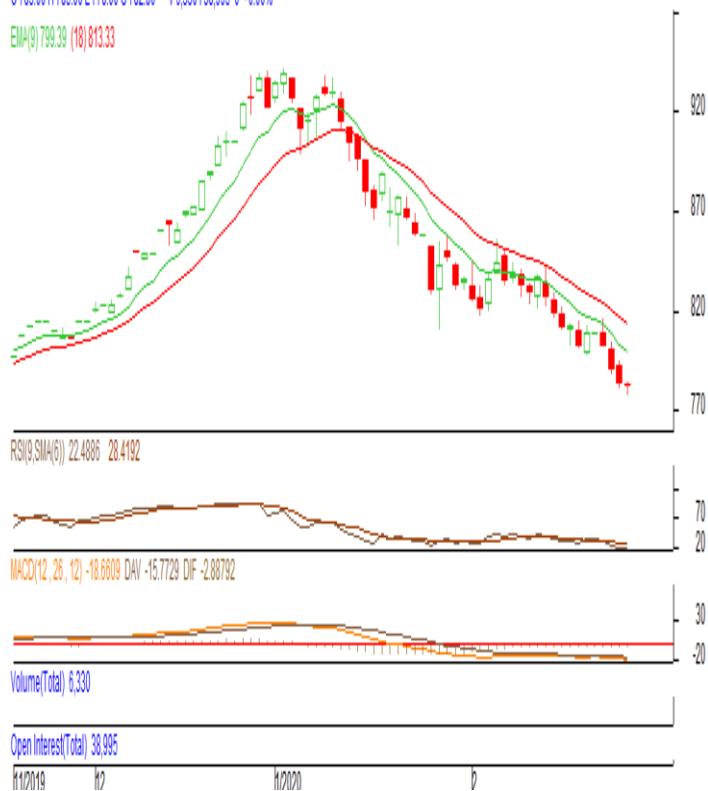 EMA(9) 799.39 (18) 813.33
920
870
820
770
RSI(9,SMA(6)) 22.4886 28.4192
70
20
MACD(12 , 26 , 12) -18.6609 DAV -15.7729 DIF -2.88792
30
-20
Volume(Total) 6,330
Open Interest(Total) 38,995
11/2019 12 1/2020 2